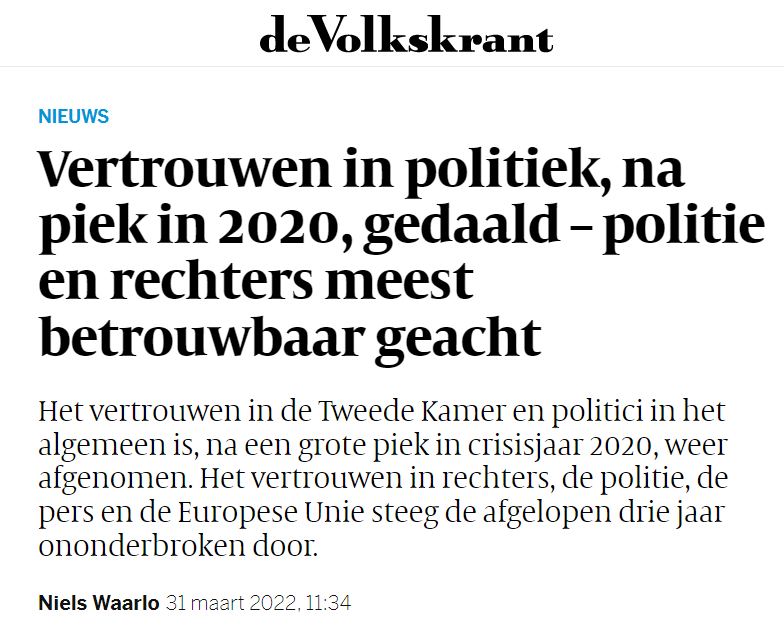 deVolkskrant
NIEUWS
Vertrouwen in politiek, na
piek in 2020, gedaald – politie
en rechters meest
betrouwbaar geacht
Het vertrouwen in de Tweede Kamer en politici in het
algemeen is, na een grote piek in crisisjaar 2020, weer
afgenomen. Het vertrouwen in rechters, de politie, de
pers en de Europese Unie steeg de afgelopen drie jaar
ononderbroken door.
Niels Waarlo 31 maart 2022, 11:34